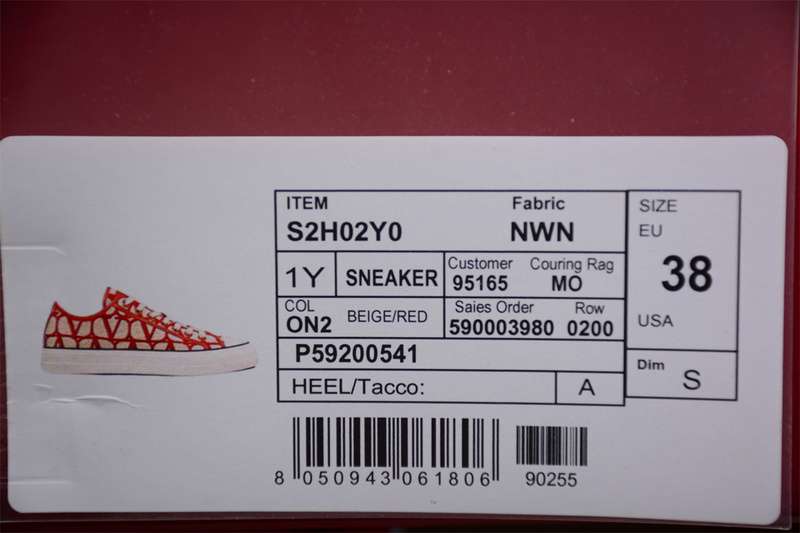 ITEM Fabric
S2H02Y0 NWN
1Y SNEAKER
Customer Couring Rag
95165 MO
COL
ON2 BEIGE/RED
Sales Order Row
590003980 0200
P59200541
HEEL/Tacco: A
SIZE
EU
38
USA
Dim S
8 050943 061806
90255